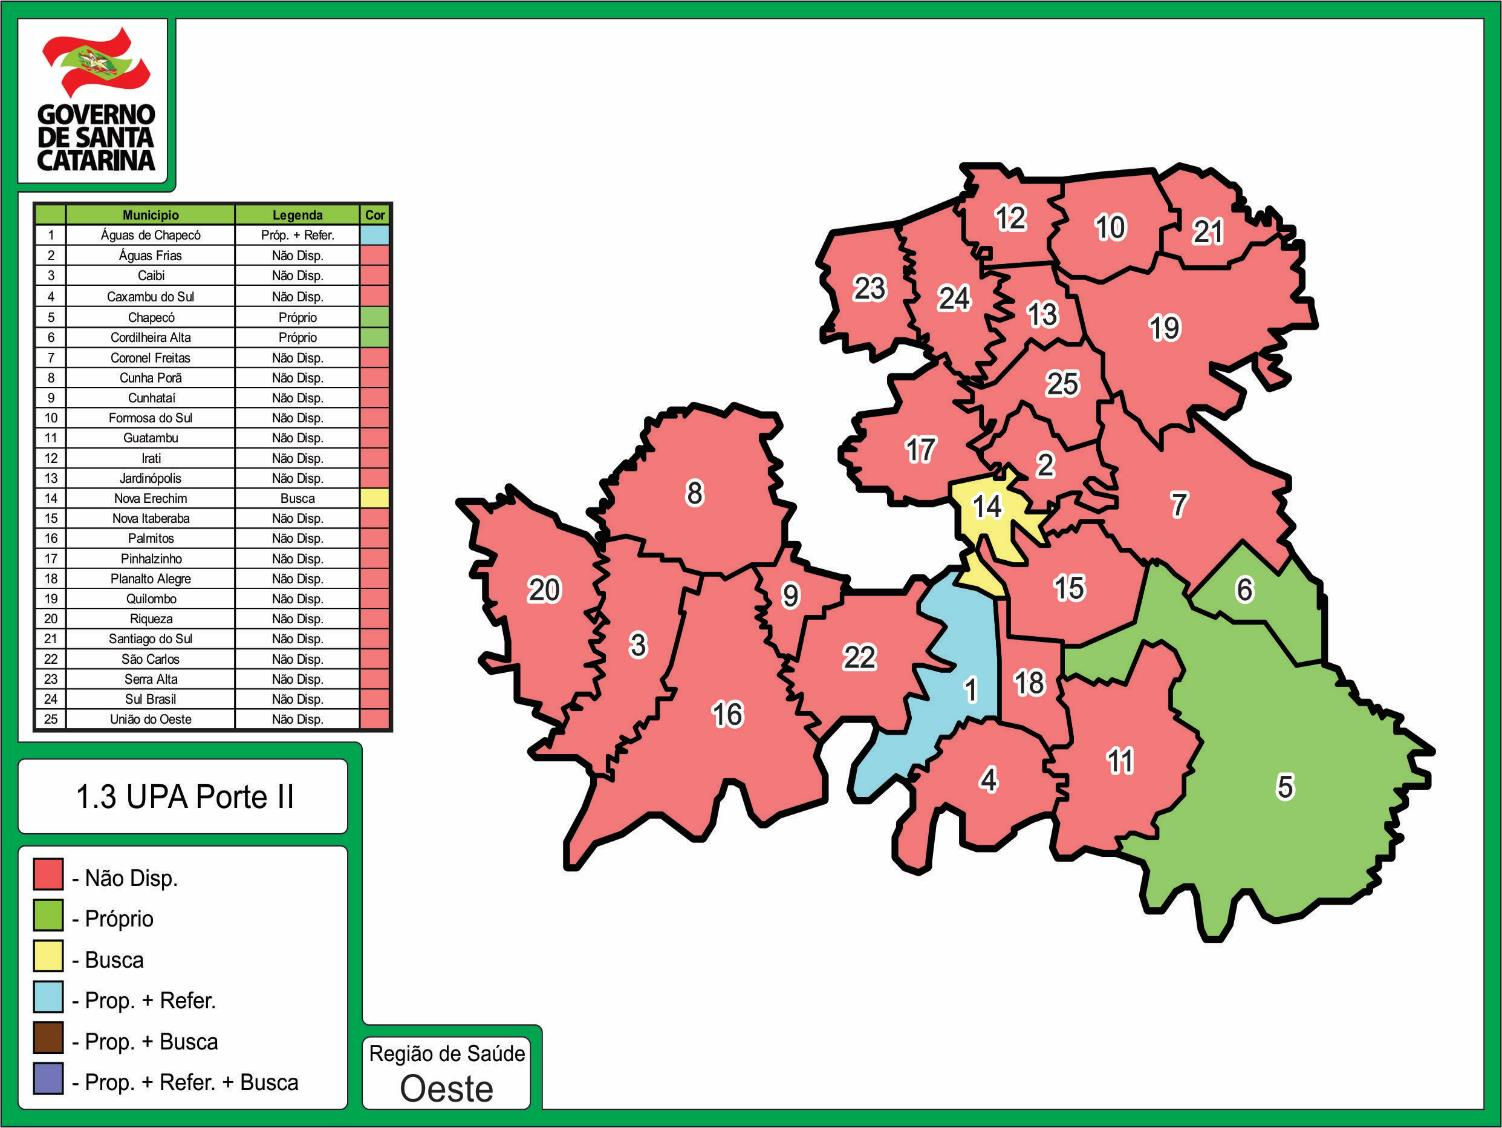 GOVERNO
DE SANTA
CATARINA
Município Legenda Cor
1 Águas de Chapecó Próp. + Refer.
2 Águas Frias Não Disp.
3 Caibi Não Disp.
4 Caxambu do Sul Não Disp.
5 Chapecó Próprio
6 Cordilheira Alta Próprio
7 Coronel Freitas Não Disp.
8 Cunha Porã Não Disp.
9 Cunhataí Não Disp.
10 Formosa do Sul Não Disp.
11 Guatambu Não Disp.
12 Irati Não Disp.
13 Jardinópolis Não Disp.
14 Nova Erechim Busca
15 Nova Itaberaba Não Disp.
16 Palmitos Não Disp.
17 Pinhalzinho Não Disp.
18 Planalto Alegre Não Disp.
19 Quilombo Não Disp.
20 Riqueza Não Disp.
21 Santiago do Sul Não Disp.
22 São Carlos Não Disp.
23 Serra Alta Não Disp.
24 Sul Brasil Não Disp.
25 União do Oeste Não Disp.
1.3 UPA Porte II
- Não Disp.
- Próprio
- Busca
- Prop. + Refer.
- Prop. + Busca
- Prop. + Refer. + Busca
Região de Saúde
Oeste
12
10
21
23
24
13
19
25
17
2
8
14
7
20
9
15
6
3
22
18
1
16
11
4
5